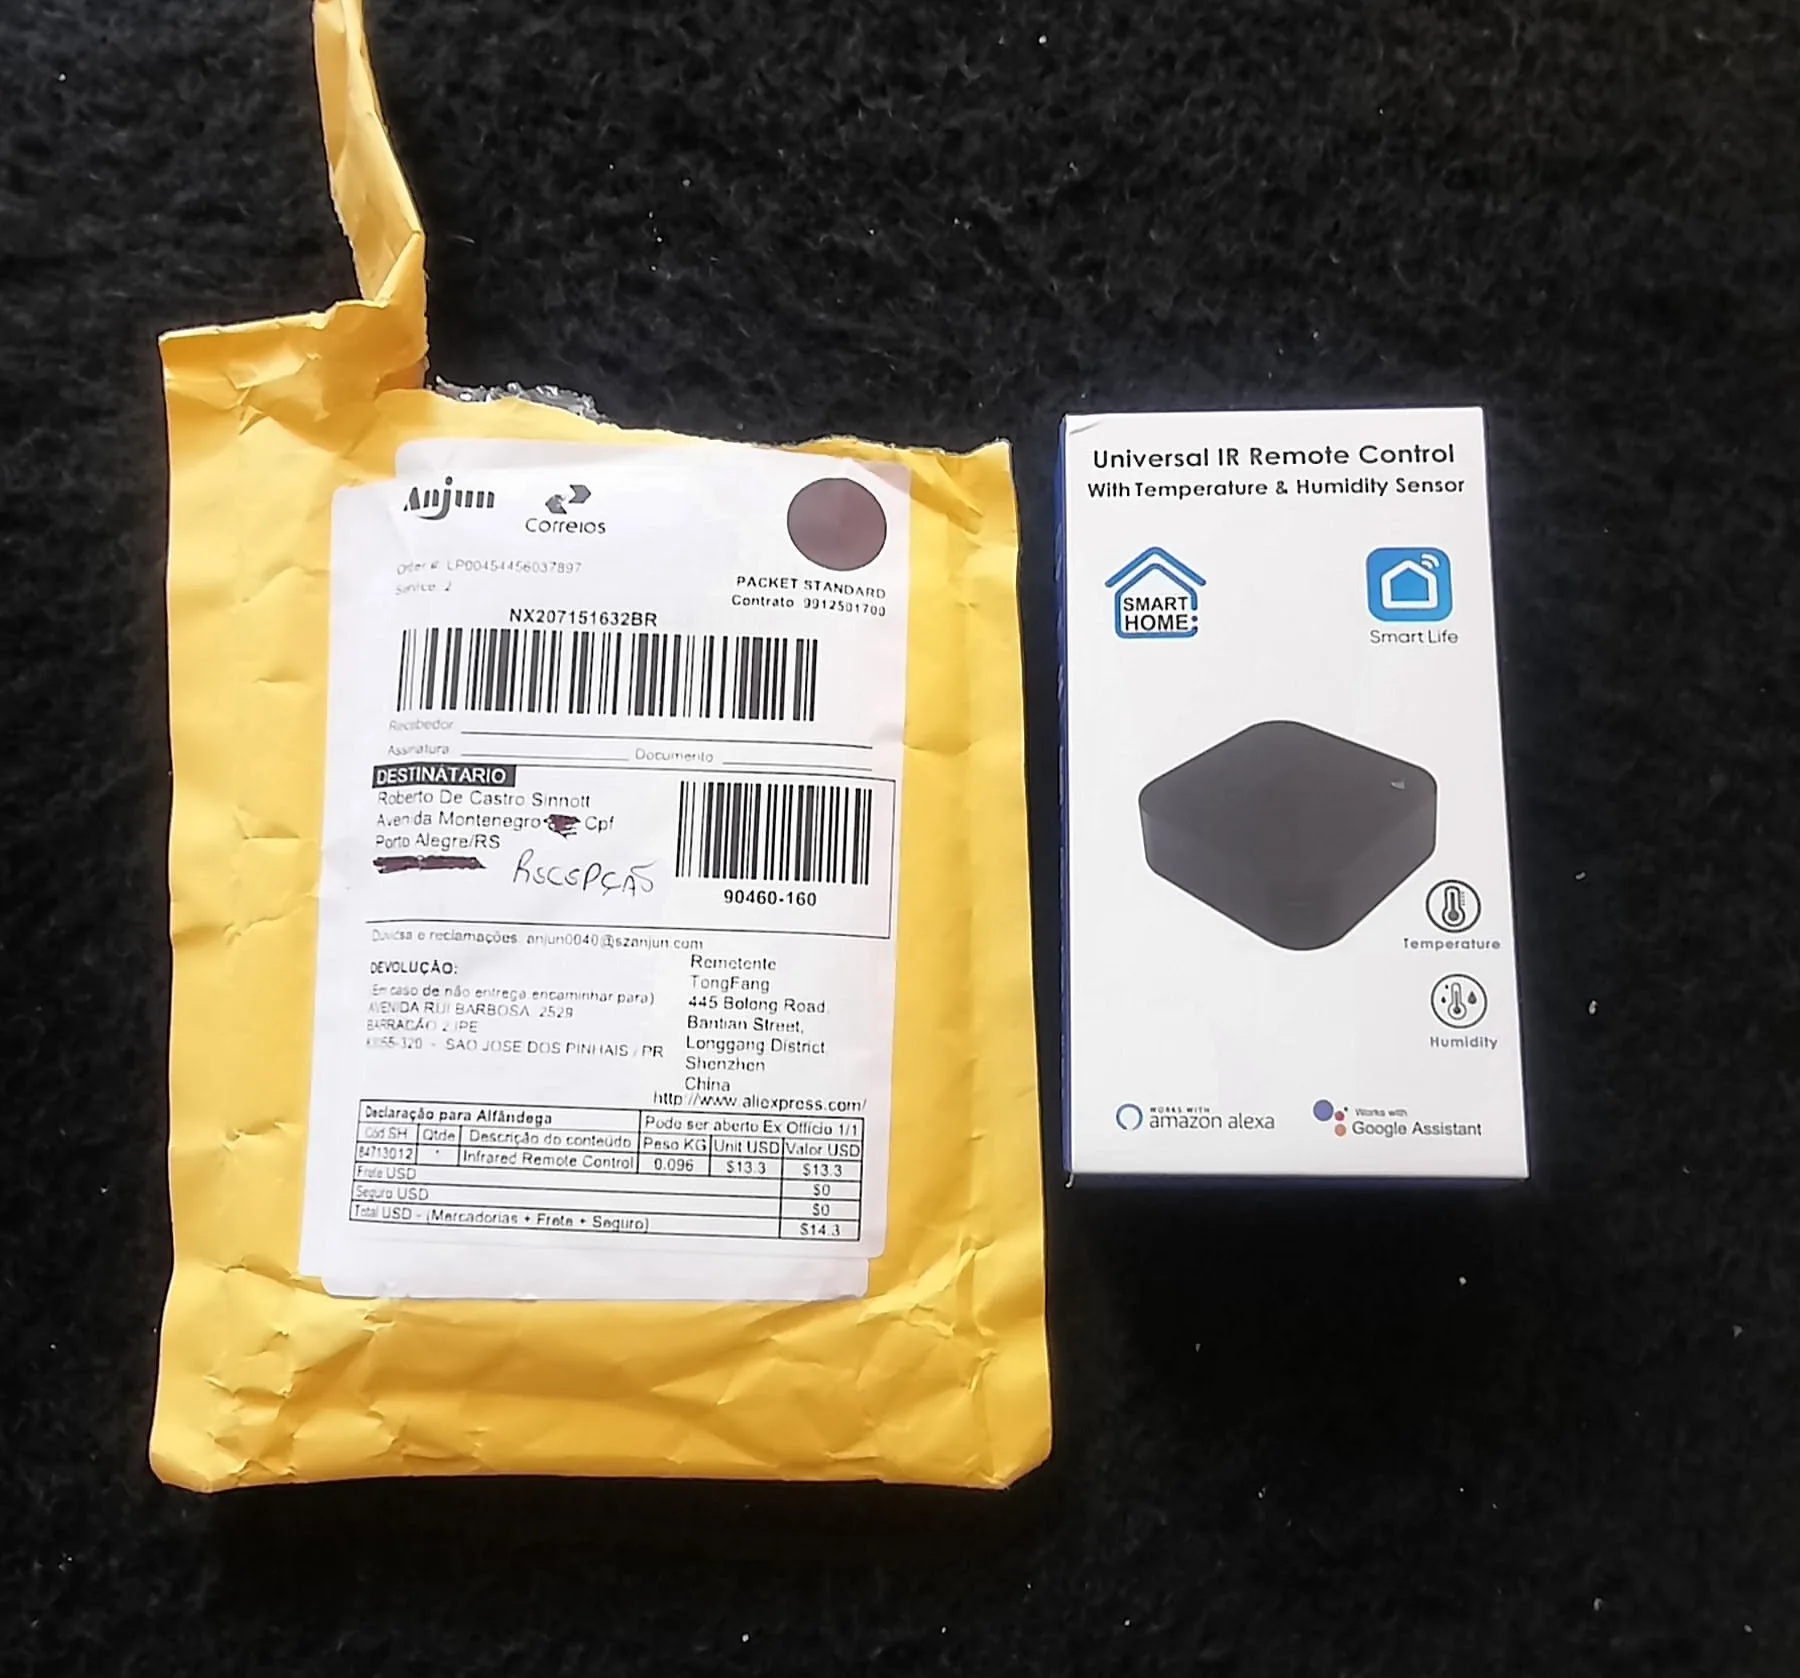 Anjun
Correios
Order #: LP00454456037897
Service: 2
PACKET STANDARD
Contrato 9912501700
NX207151632BR
Recebedor
Assinatura Documento
DESTINATARIO
Roberto De Castro Sinnott
Avenida Montenegro Cpf
Porto Alegre/RS
RECEPÇÃO
90460-160
e reclamações: anjun0040@szanjun.com
DEVOLUÇÃO:
Em caso de não entrega encaminhar para)
AVENIDA RUI BARBOSA, 2529
BARRACÃO 2 IPE
SAO JOSE DOS PINHAIS / PR
Remetente
TongFang
445 Bolong Road,
Bantian Street,
Longgang District
Shenzhen
China
http://www.aliexpress.com/
Declaração para Alfândega Pode ser aberto Ex Officio 1/1
Cód SH Qtde Descrição do conteúdo Peso KG Unit USD Valor USD
84713012 Infrared Remote Control 0.096 $13.3 $13.3
Frete USD $0
Seguro USD $0
Total USD - (Mercadorias + Frete + Seguro) $14.3
Universal IR Remote Control
With Temperature & Humidity Sensor
SMART
HOME
Smart Life
Temperature
Humidity
WORKS WITH
amazon alexa
Works with
Google Assistant